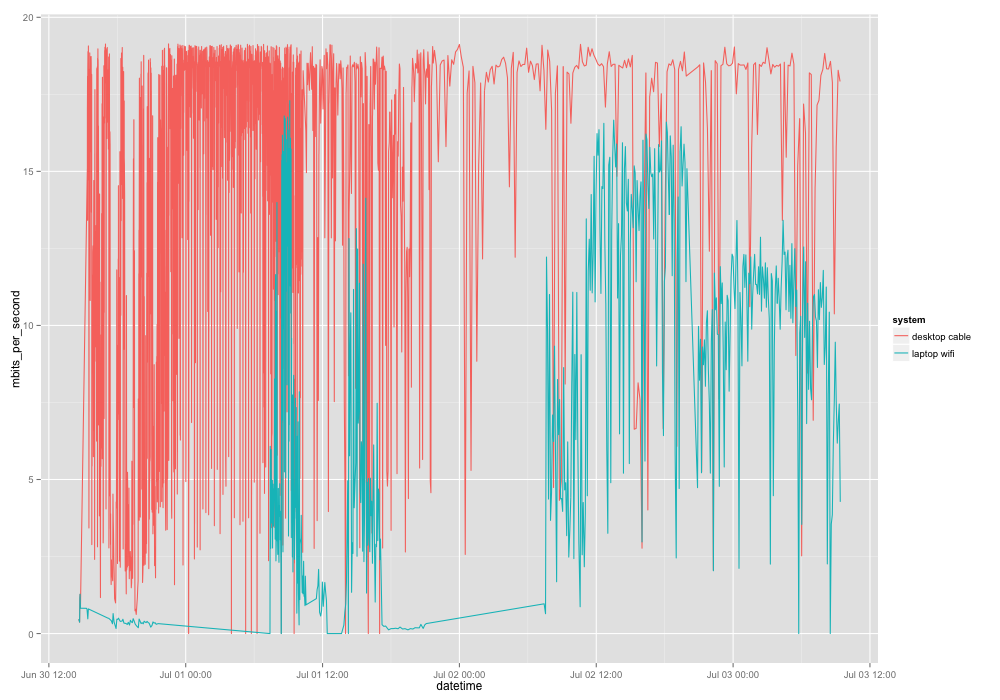 20
15
10
5
0
mbits_per_second
Jun 30 12:00 Jul 01 00:00 Jul 01 12:00 Jul 02 00:00 Jul 02 12:00 Jul 03 00:00 Jul 03 12:00
datetime
system
desktop cable
laptop wifi